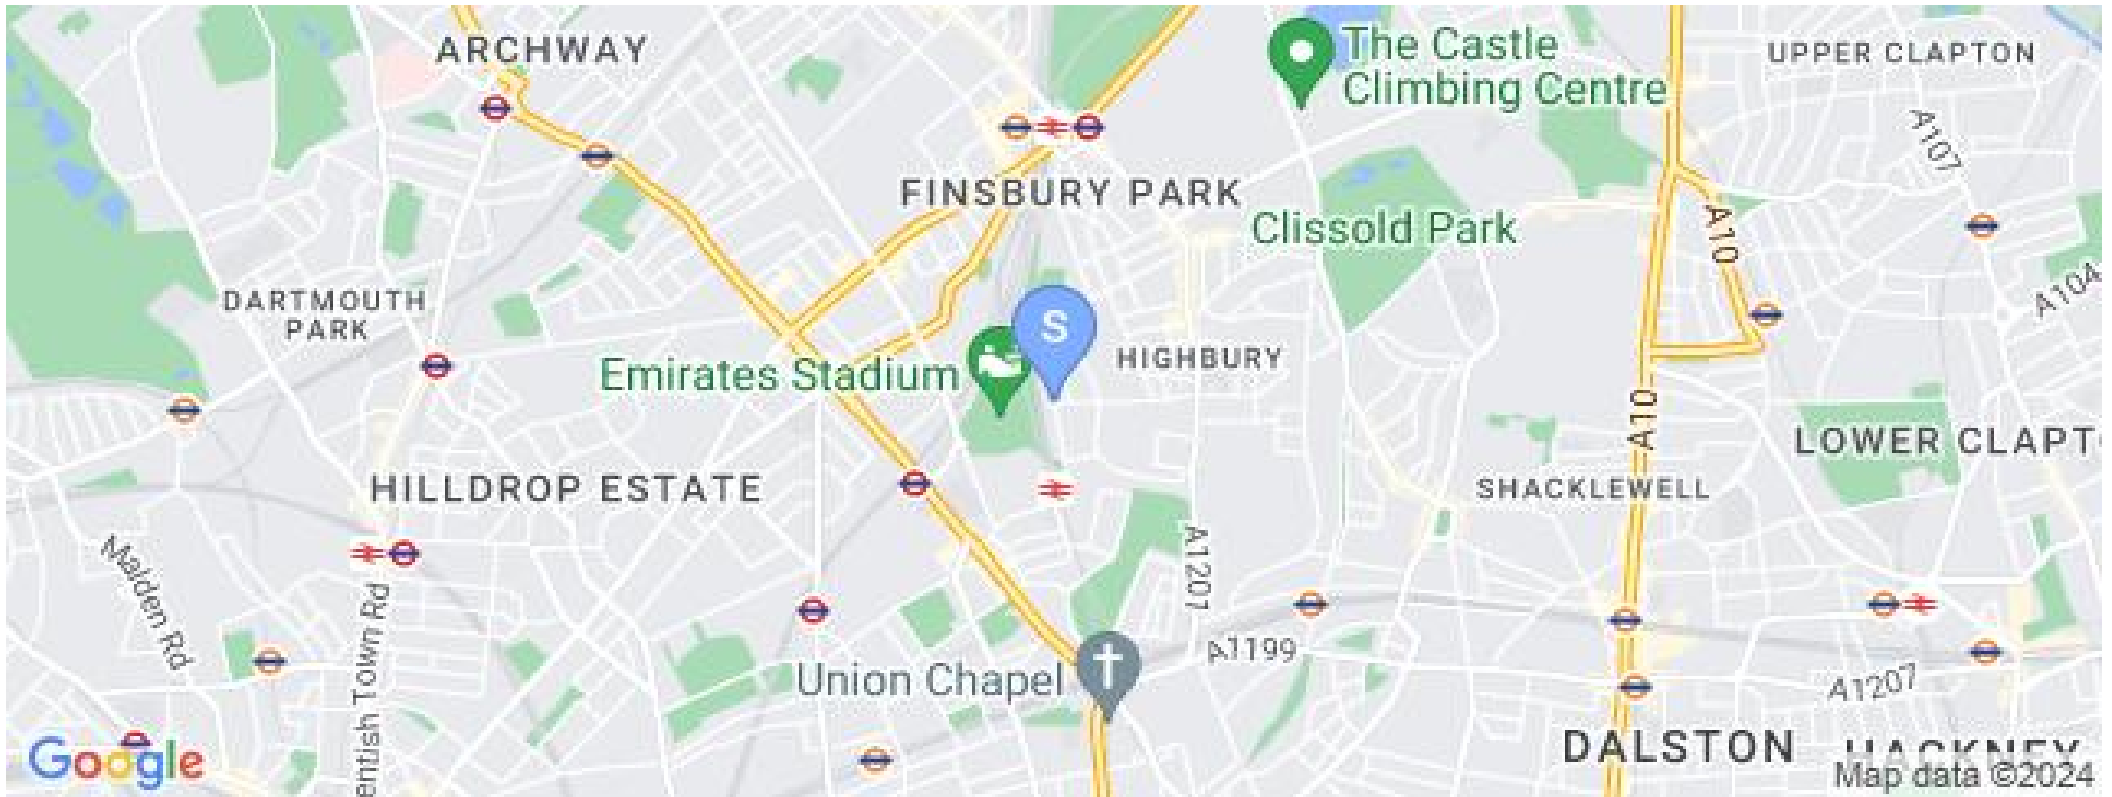 ARCHWAY
The Castle
Climbing Centre
UPPER CLAPTON
A107
FINSBURY PARK
Clissold Park
A10
A104
DARTMOUTH
PARK
S
HIGHBURY
Emirates Stadium
A10
LOWER CLAPT
HILLDROP ESTATE
SHACKLEWELL
Malden Rd
A1207
entish Town Rd
A1199
Union Chapel
A1207
DALSTON
HACKNEY
Google
Map data ©2024